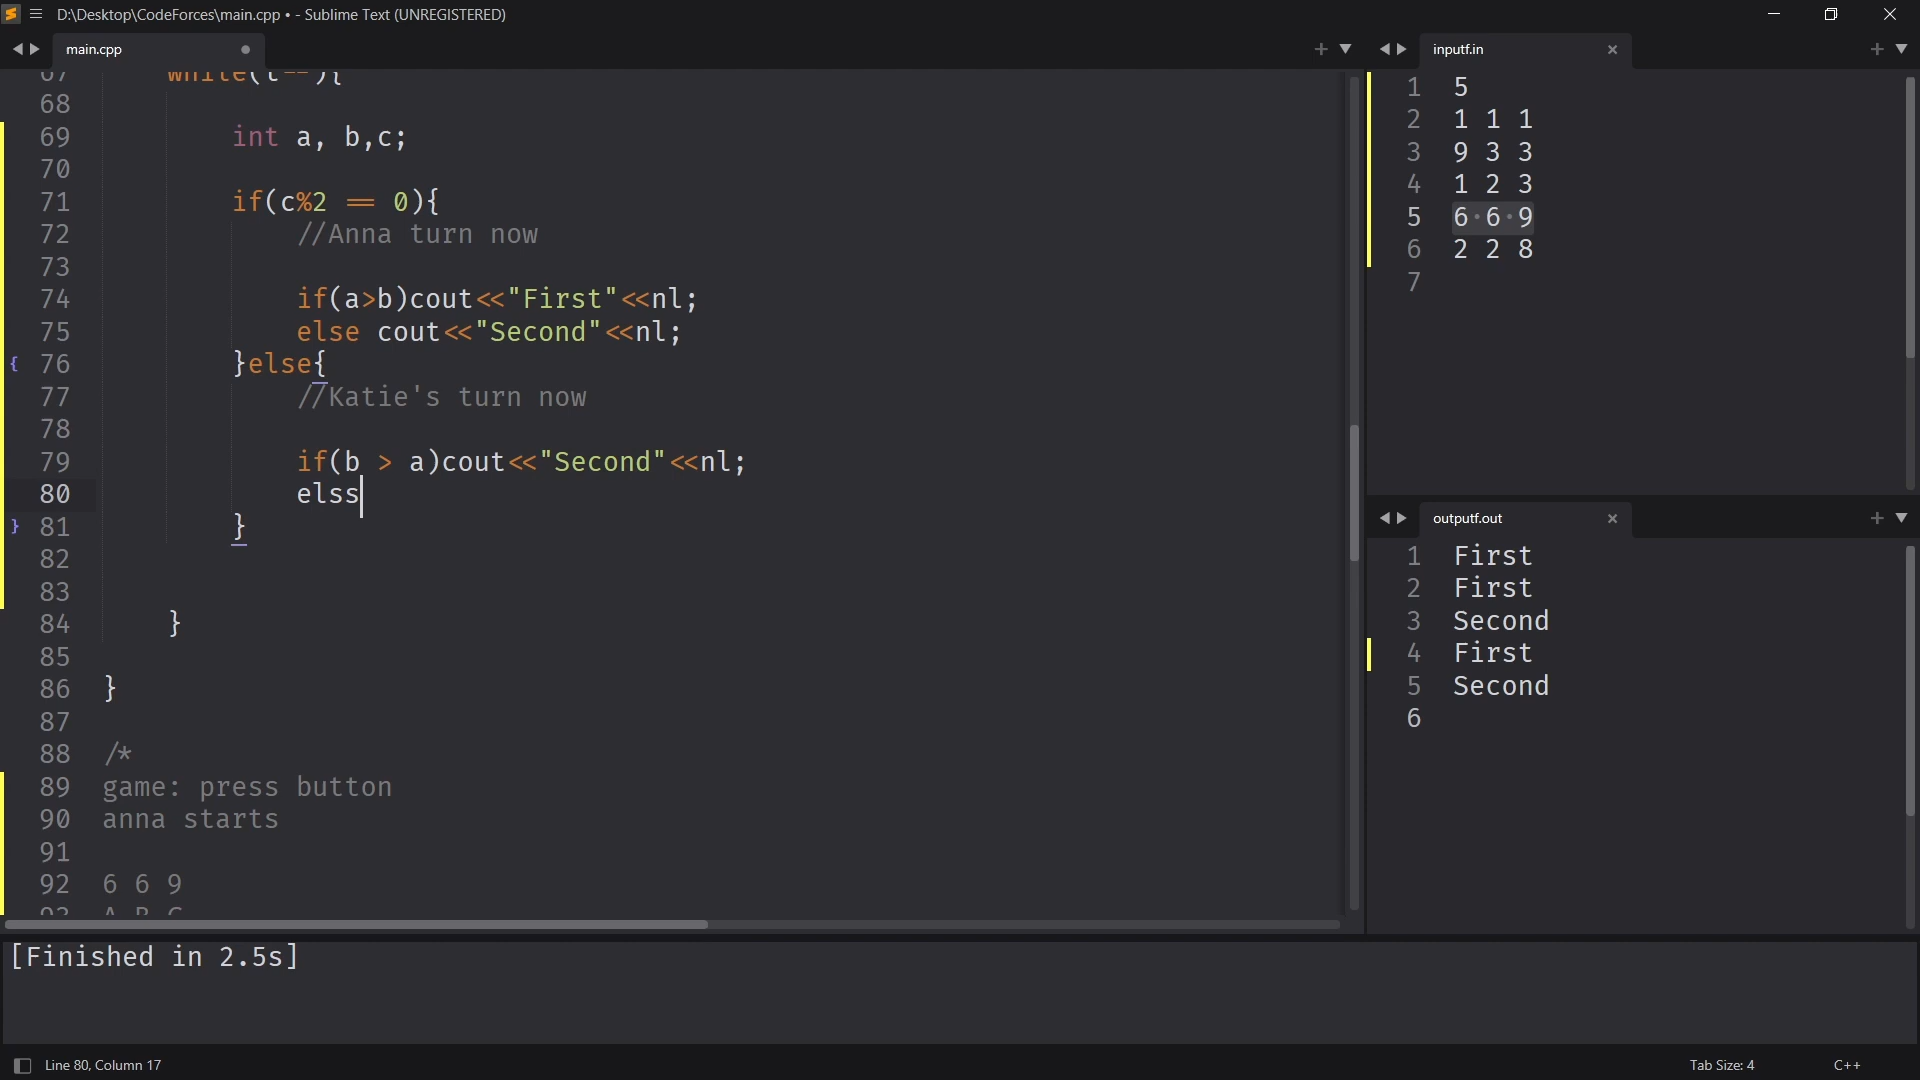 D:\Desktop\CodeForces\main.cpp • - Sublime Text (UNREGISTERED)
main.cpp
67 while(t--){
68
69 int a, b,c;
70
71 if(c%2 == 0){
72 //Anna turn now
73
74 if(a>b)cout<<"First"<<nl;
75 else cout<<"Second"<<nl;
{ 76 }else{
77 //Katie's turn now
78
79 if(b > a)cout<<"Second"<<nl;
80 elss
} 81 }
82
83
84 }
85
86 }
87
88 /*
89 game: press button
90 anna starts
91
92 6 6 9
93 A B C
inputf.in
1 5
2 1 1 1
3 9 3 3
4 1 2 3
5 6·6·9
6 2 2 8
7
outputf.out
1 First
2 First
3 Second
4 First
5 Second
6
[Finished in 2.5s]
Line 80, Column 17
Tab Size: 4
C++